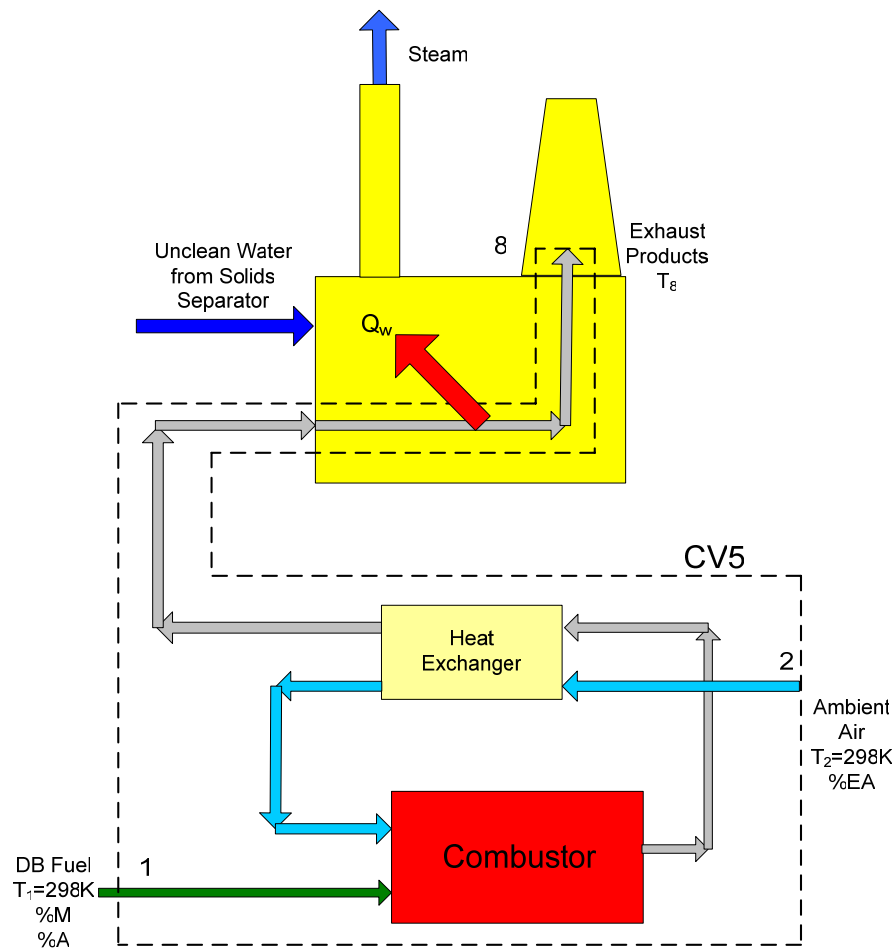 Steam
8
Exhaust
Products
T₈
Unclean Water
from Solids
Separator
Qw
CV5
Heat
Exchanger
2
Ambient
Air
T₂=298K
%EA
Combustor
1
DB Fuel
T₁=298K
%M
%A